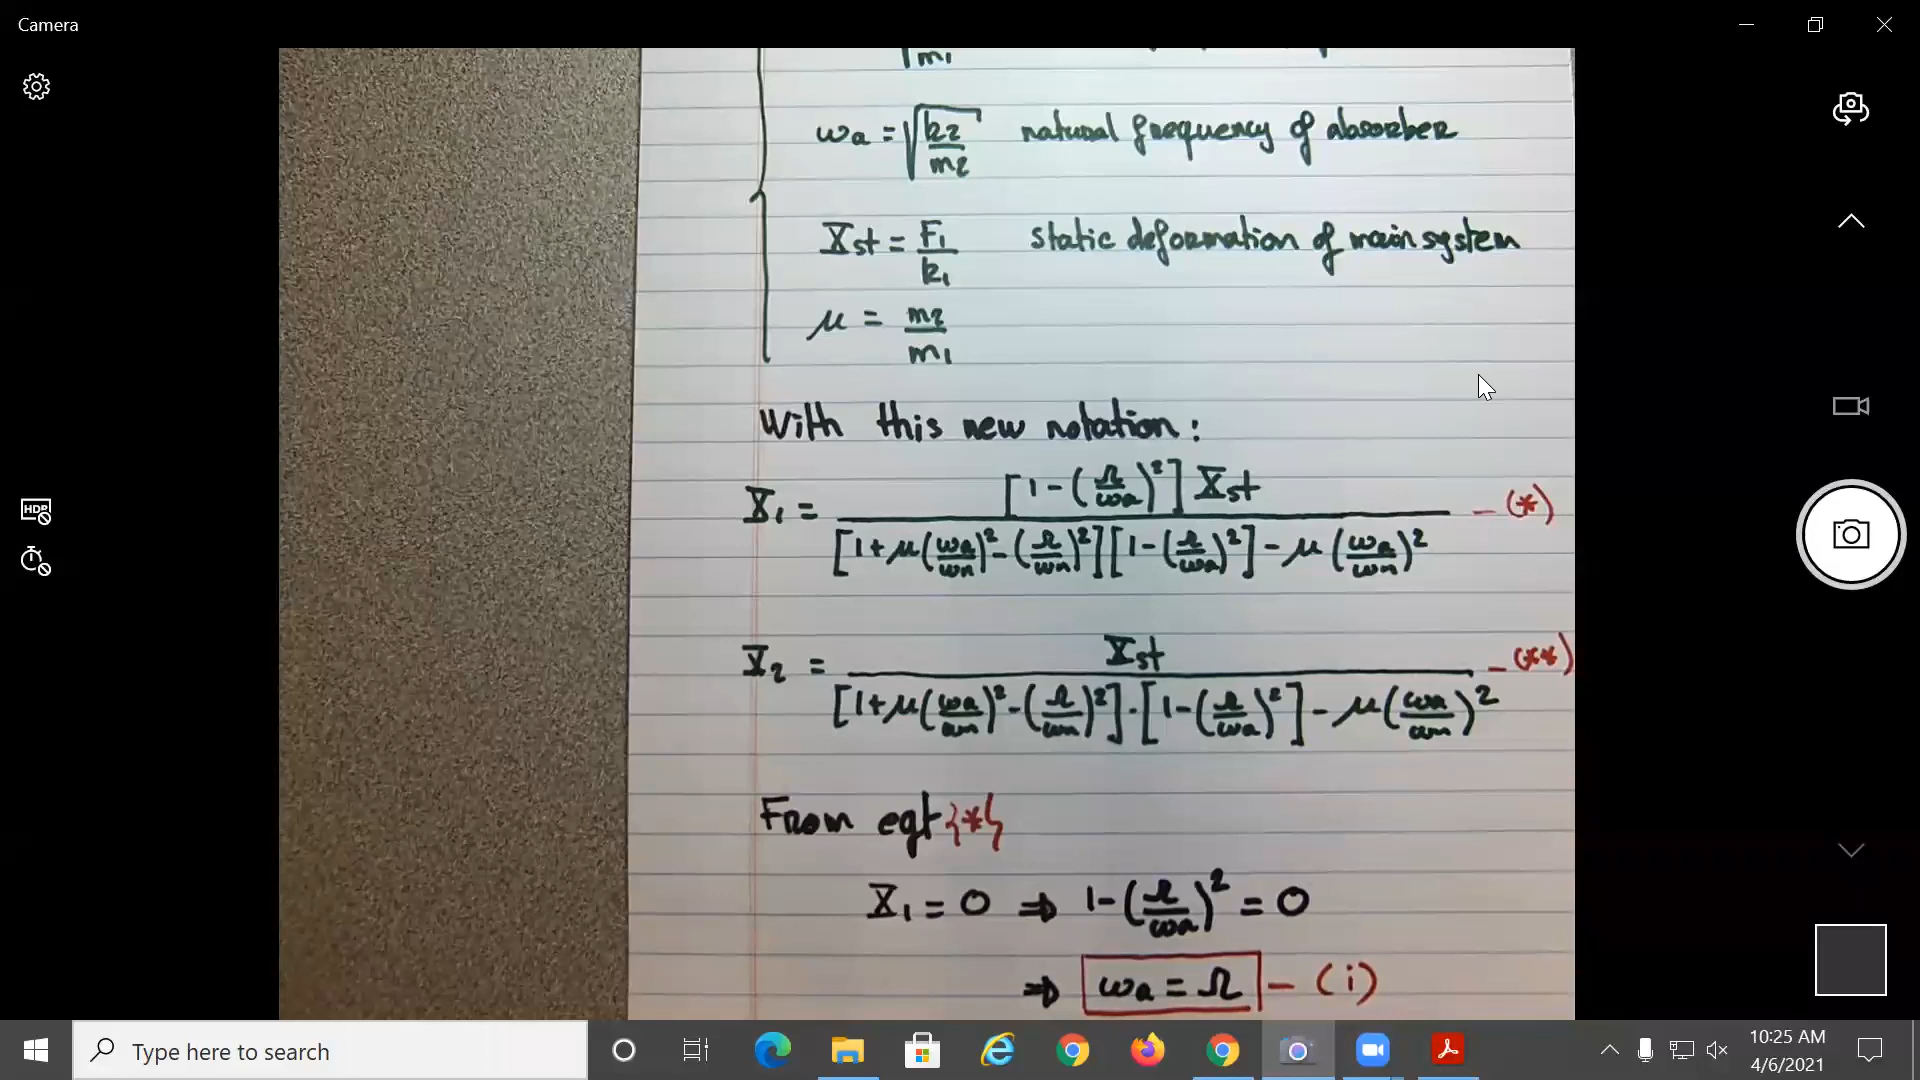 Camera
m₁
ωa = √(k₂/m₂) natural frequency of absorber
Xst = F₁/k₁ static deformation of main system
μ = m₂/m₁
With this new notation:
X₁ = [1-(Ω/ωa)²] Xst / [1+μ(ωa/ωn)²-(Ω/ωn)²][1-(Ω/ωa)²]-μ(ωa/ωn)² -(*)
X₂ = Xst / [1+μ(ωa/ωn)²-(Ω/ωn)²]·[1-(Ω/ωa)²]-μ(ωa/ωn)² -(**)
From eqt {*}
X₁ = 0 ⇒ 1-(Ω/ωa)² = 0
⇒ ωa = Ω -(i)
HDR
Type here to search
10:25 AM
4/6/2021